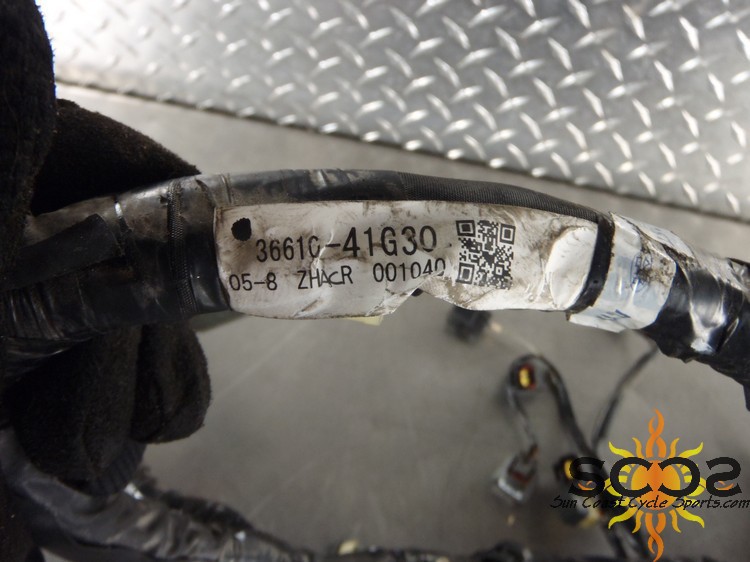 36610-41G30
05-8 ZHACR 001040
SCCS
Sun Coast Cycle Sports.com